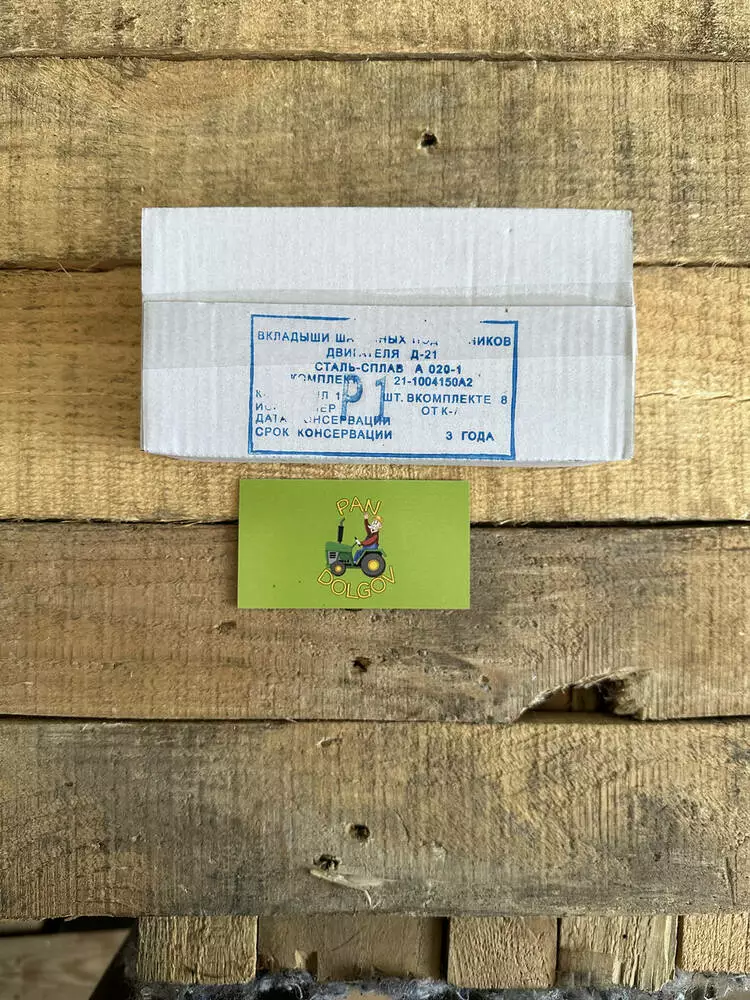 ВКЛАДЫШИ
ДВИГАТЕЛЯ Д-21
СТАЛЬ-СПЛАВ А 020-1
21-1004150А2
Р1
ШТ. ВКОМПЛЕКТЕ 8
ДАТА
СРОК КОНСЕРВАЦИИ 3 ГОДА
PAN
DOLGOV